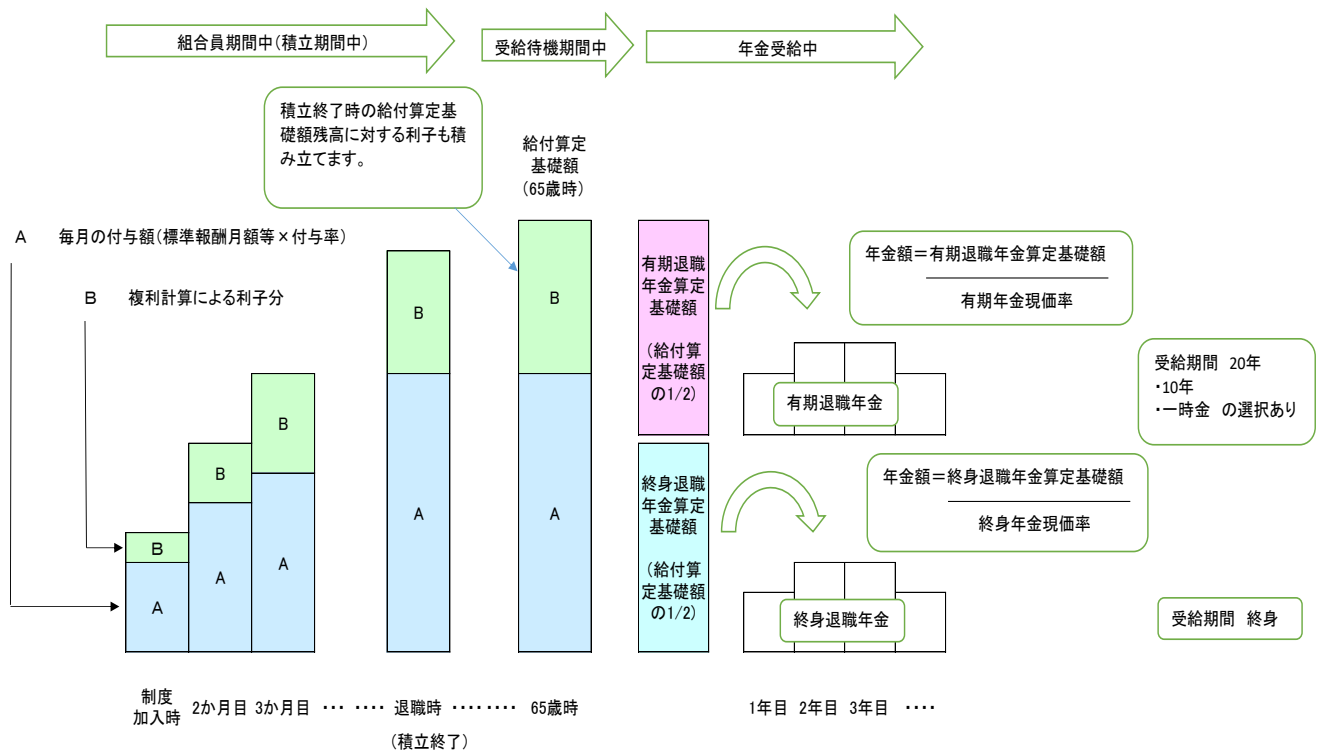 組合員期間中(積立期間中)
受給待機期間中
年金受給中
積立終了時の給付算定基
礎額残高に対する利子も積
み立てます。
給付算定
基礎額
(65歳時)
A 毎月の付与額(標準報酬月額等×付与率)
B 複利計算による利子分
B
A
B
A
B
A
B
A
B
A
有期退職
年金算定
基礎額
(給付算
定基礎額
の1/2)
年金額=有期退職年金算定基礎額
有期年金現価率
有期退職年金
受給期間 20年
・10年
・一時金 の選択あり
終身退職
年金算定
基礎額
(給付算
定基礎額
の1/2)
年金額=終身退職年金算定基礎額
終身年金現価率
終身退職年金
受給期間 終身
制度
加入時
2か月目 3か月目 ・・・ ・・・・ 退職時 ・・・・ ・・・・ 65歳時
(積立終了)
1年目 2年目 3年目 ・・・・